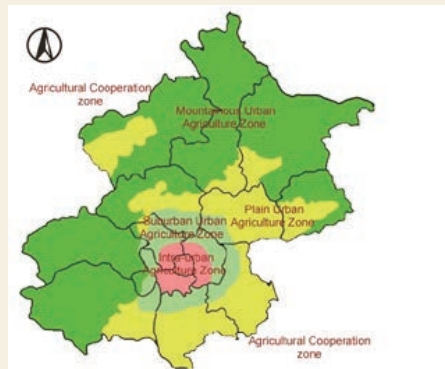 Agricultural Cooperation
zone
Mountainous Urban
Agriculture Zone
Plain Urban
Agriculture Zone
Suburban Urban
Agriculture Zone
Inter-urban
Agriculture Zone
Agricultural Cooperation
zone